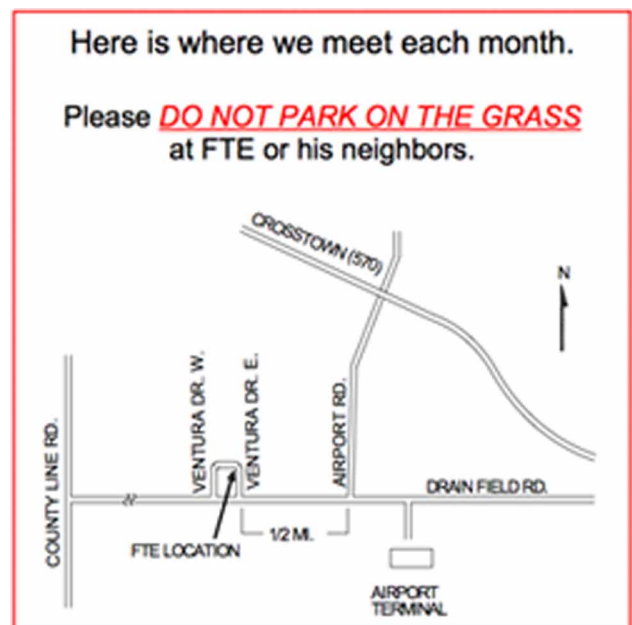 Here is where we meet each month.
Please DO NOT PARK ON THE GRASS
at FTE or his neighbors.
CROSSTOWN (570)
N
COUNTY LINE RD.
VENTURA DR. W.
VENTURA DR. E.
AIRPORT RD.
DRAIN FIELD RD.
1/2 MI.
FTE LOCATION
AIRPORT
TERMINAL